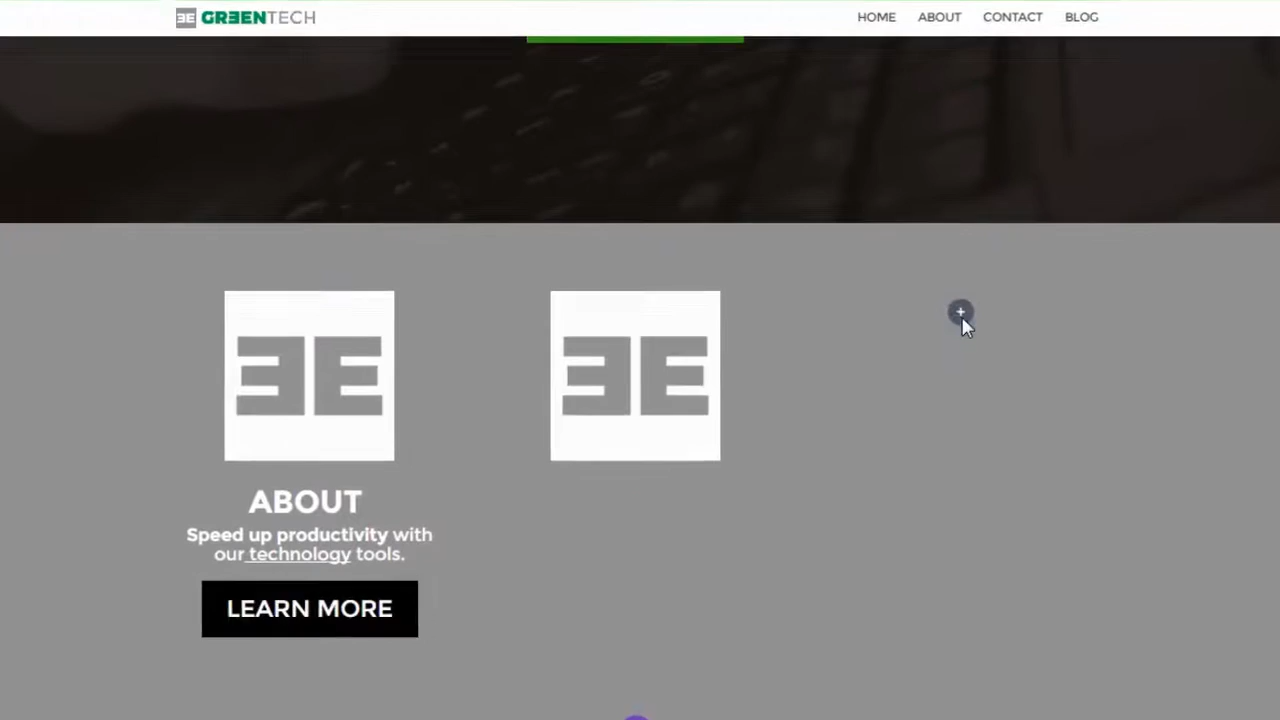 GREENTECH
HOME ABOUT CONTACT BLOG
ABOUT
Speed up productivity with
our technology tools.
LEARN MORE